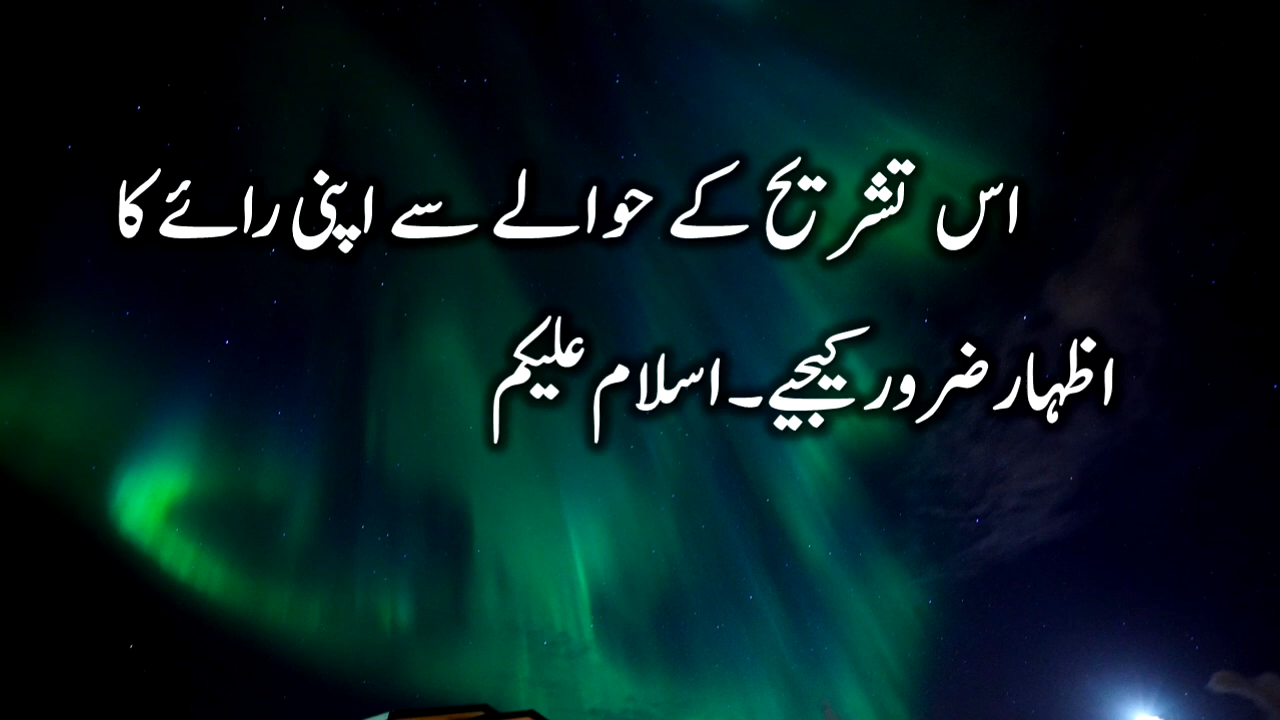 اس تشریح کے حوالے سے اپنی رائے کا
اظہار ضرور کیجیے۔ اسلام علیکم